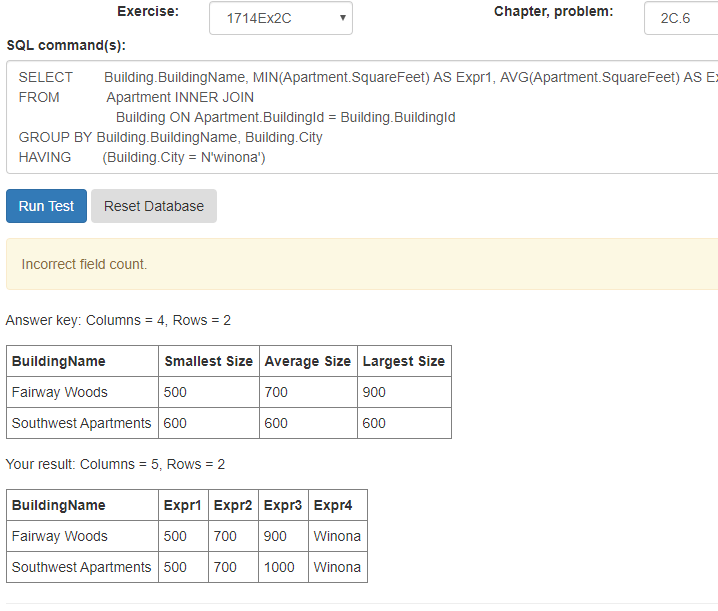 Exercise: 1714Ex2C Chapter, problem: 2C.6
SQL command(s):
SELECT Building.BuildingName, MIN(Apartment.SquareFeet) AS Expr1, AVG(Apartment.SquareFeet) AS
FROM Apartment INNER JOIN
Building ON Apartment.BuildingId = Building.BuildingId
GROUP BY Building.BuildingName, Building.City
HAVING (Building.City = N'winona')
Run Test Reset Database
Incorrect field count.
Answer key: Columns = 4, Rows = 2
BuildingName Smallest Size Average Size Largest Size
Fairway Woods 500 700 900
Southwest Apartments 600 600 600
Your result: Columns = 5, Rows = 2
BuildingName Expr1 Expr2 Expr3 Expr4
Fairway Woods 500 700 900 Winona
Southwest Apartments 500 700 1000 Winona